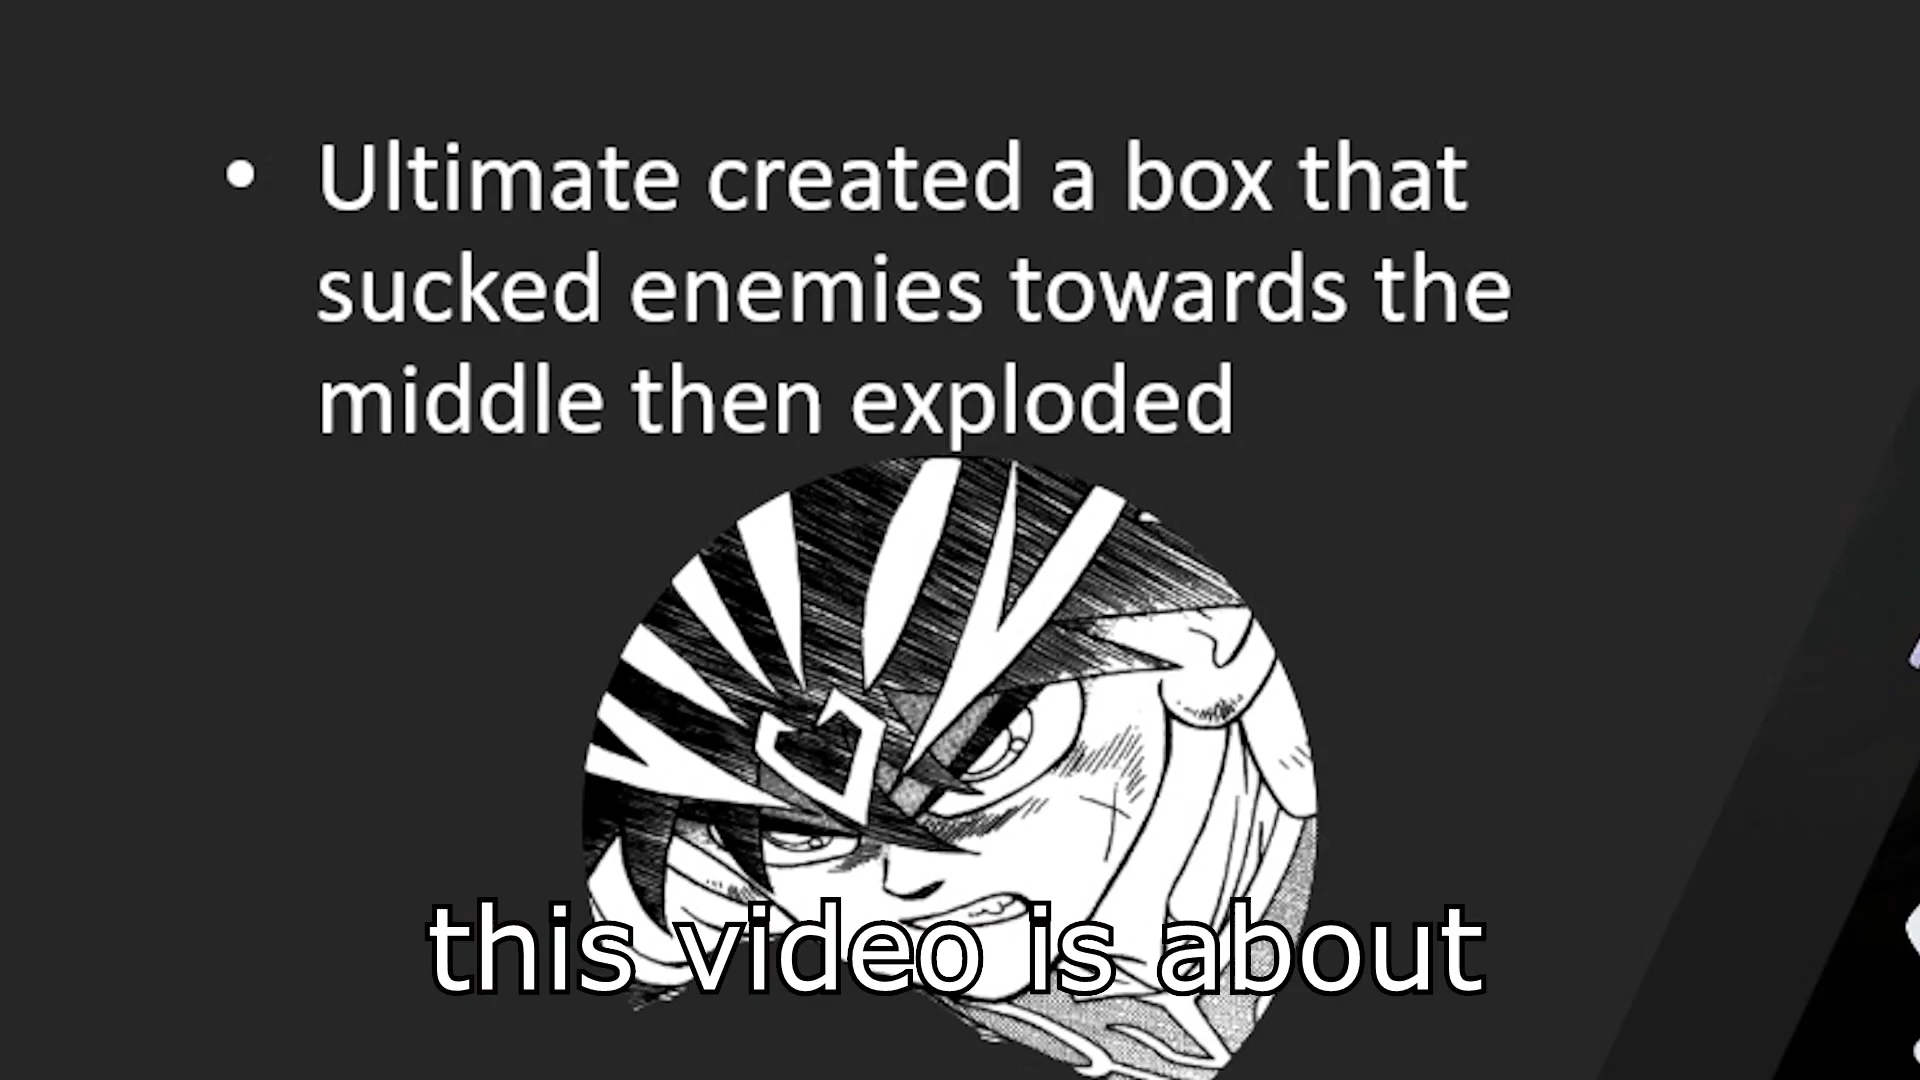 • Ultimate created a box that
sucked enemies towards the
middle then exploded
this video is about